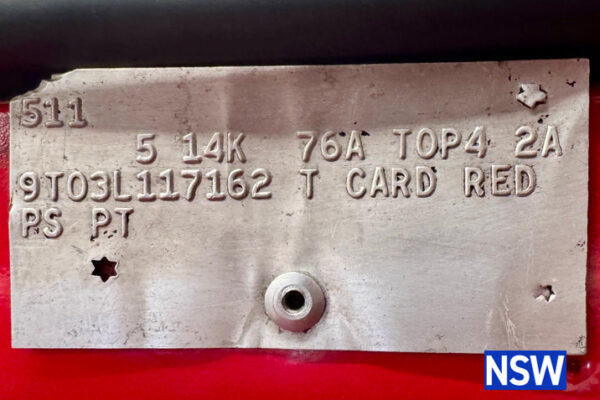 511
5 14K 76A TOP4 2A
9T03L117162 T CARD RED
PS PT
NSW